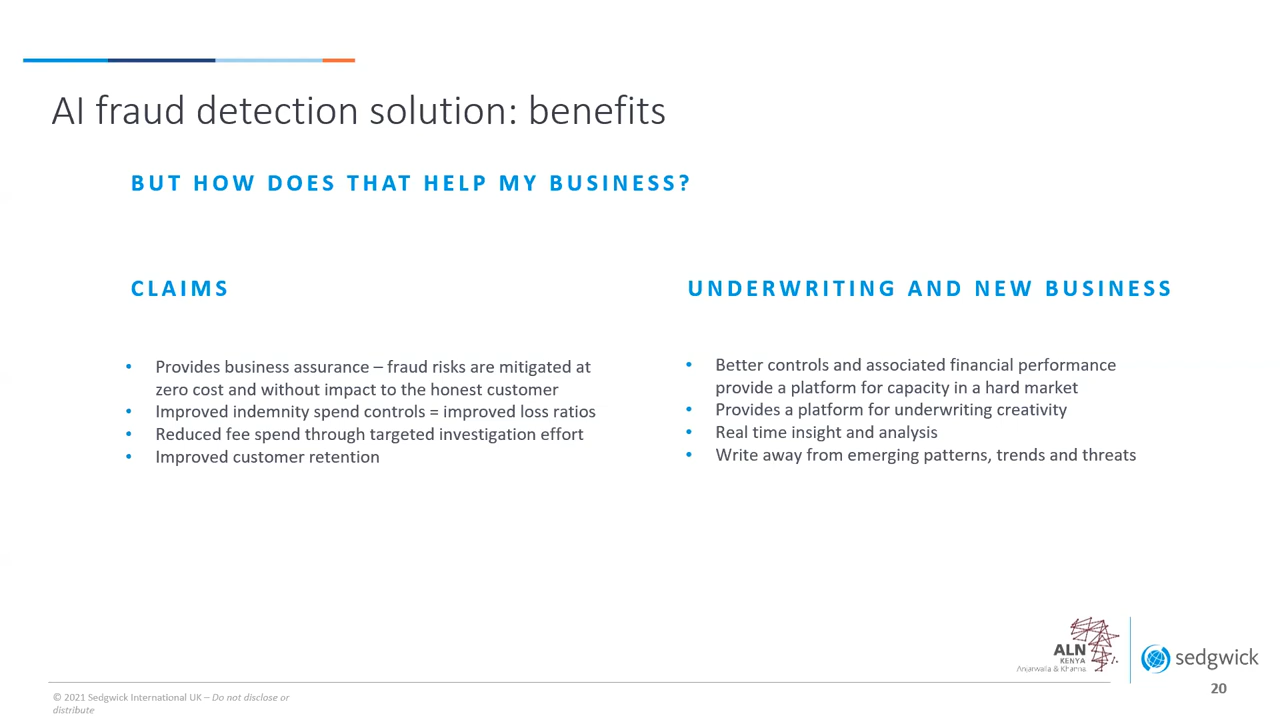 AI fraud detection solution: benefits
BUT HOW DOES THAT HELP MY BUSINESS?
CLAIMS
• Provides business assurance – fraud risks are mitigated at
zero cost and without impact to the honest customer
• Improved indemnity spend controls = improved loss ratios
• Reduced fee spend through targeted investigation effort
• Improved customer retention
UNDERWRITING AND NEW BUSINESS
• Better controls and associated financial performance
provide a platform for capacity in a hard market
• Provides a platform for underwriting creativity
• Real time insight and analysis
• Write away from emerging patterns, trends and threats
ALN
KENYA
Anjarwalla & Khanna
sedgwick
© 2021 Sedgwick International UK – Do not disclose or
distribute
20